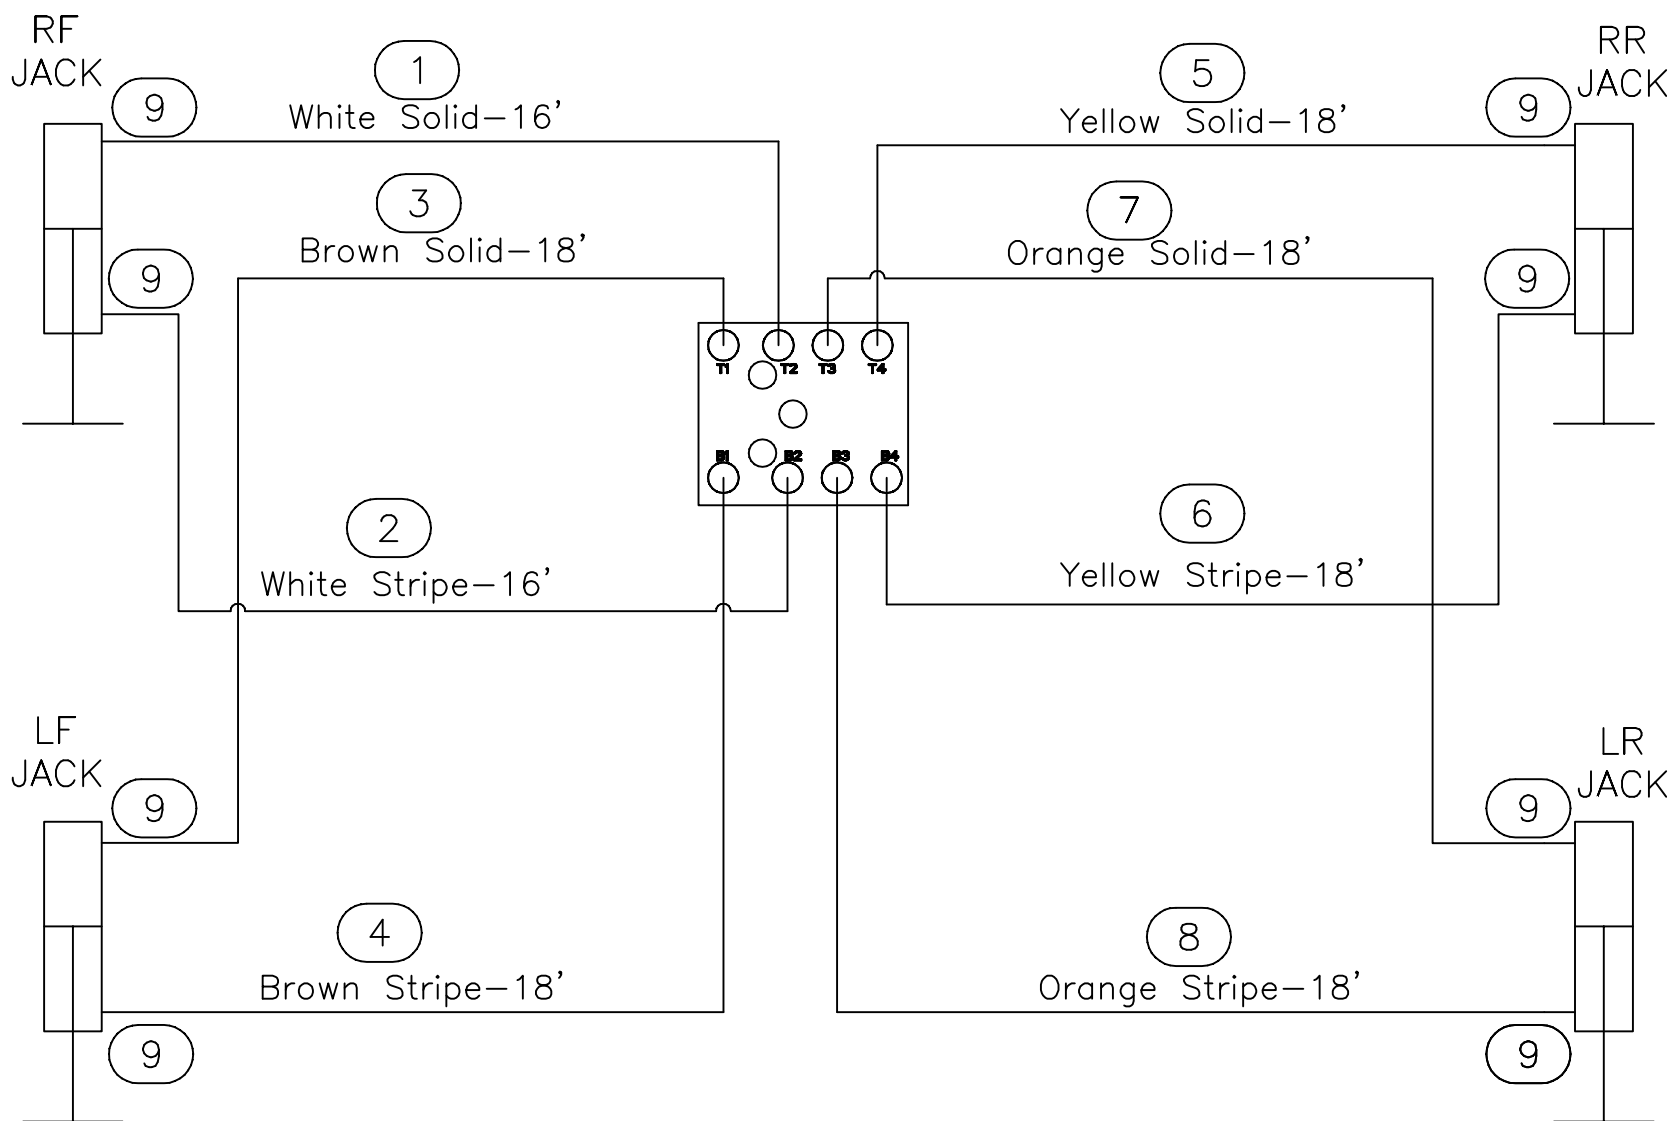 RF
JACK
9
1
White Solid-16'
3
Brown Solid-18'
9
5
Yellow Solid-18'
9
RR
JACK
7
Orange Solid-18'
9
T1 T2 T3 T4
B1 B2 B3 B4
2
White Stripe-16'
6
Yellow Stripe-18'
LF
JACK
9
4
Brown Stripe-18'
9
LR
JACK
9
8
Orange Stripe-18'
9